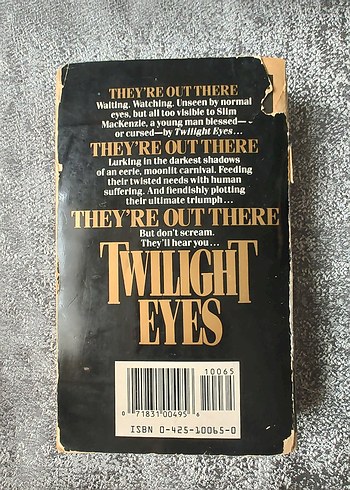 THEY'RE OUT THERE
Waiting. Watching. Unseen by normal
eyes, but all too visible to Slim
MacKenzie, a young man blessed—
or cursed—by Twilight Eyes...
THEY'RE OUT THERE
Lurking in the darkest shadows
of an eerie, moonlit carnival. Feeding
their twisted needs with human
suffering. And fiendishly plotting
their ultimate triumph...
THEY'RE OUT THERE
But don't scream.
They'll hear you...
TWILIGHT
EYES
10065
0 71831 00495 6
ISBN 0-425-10065-0